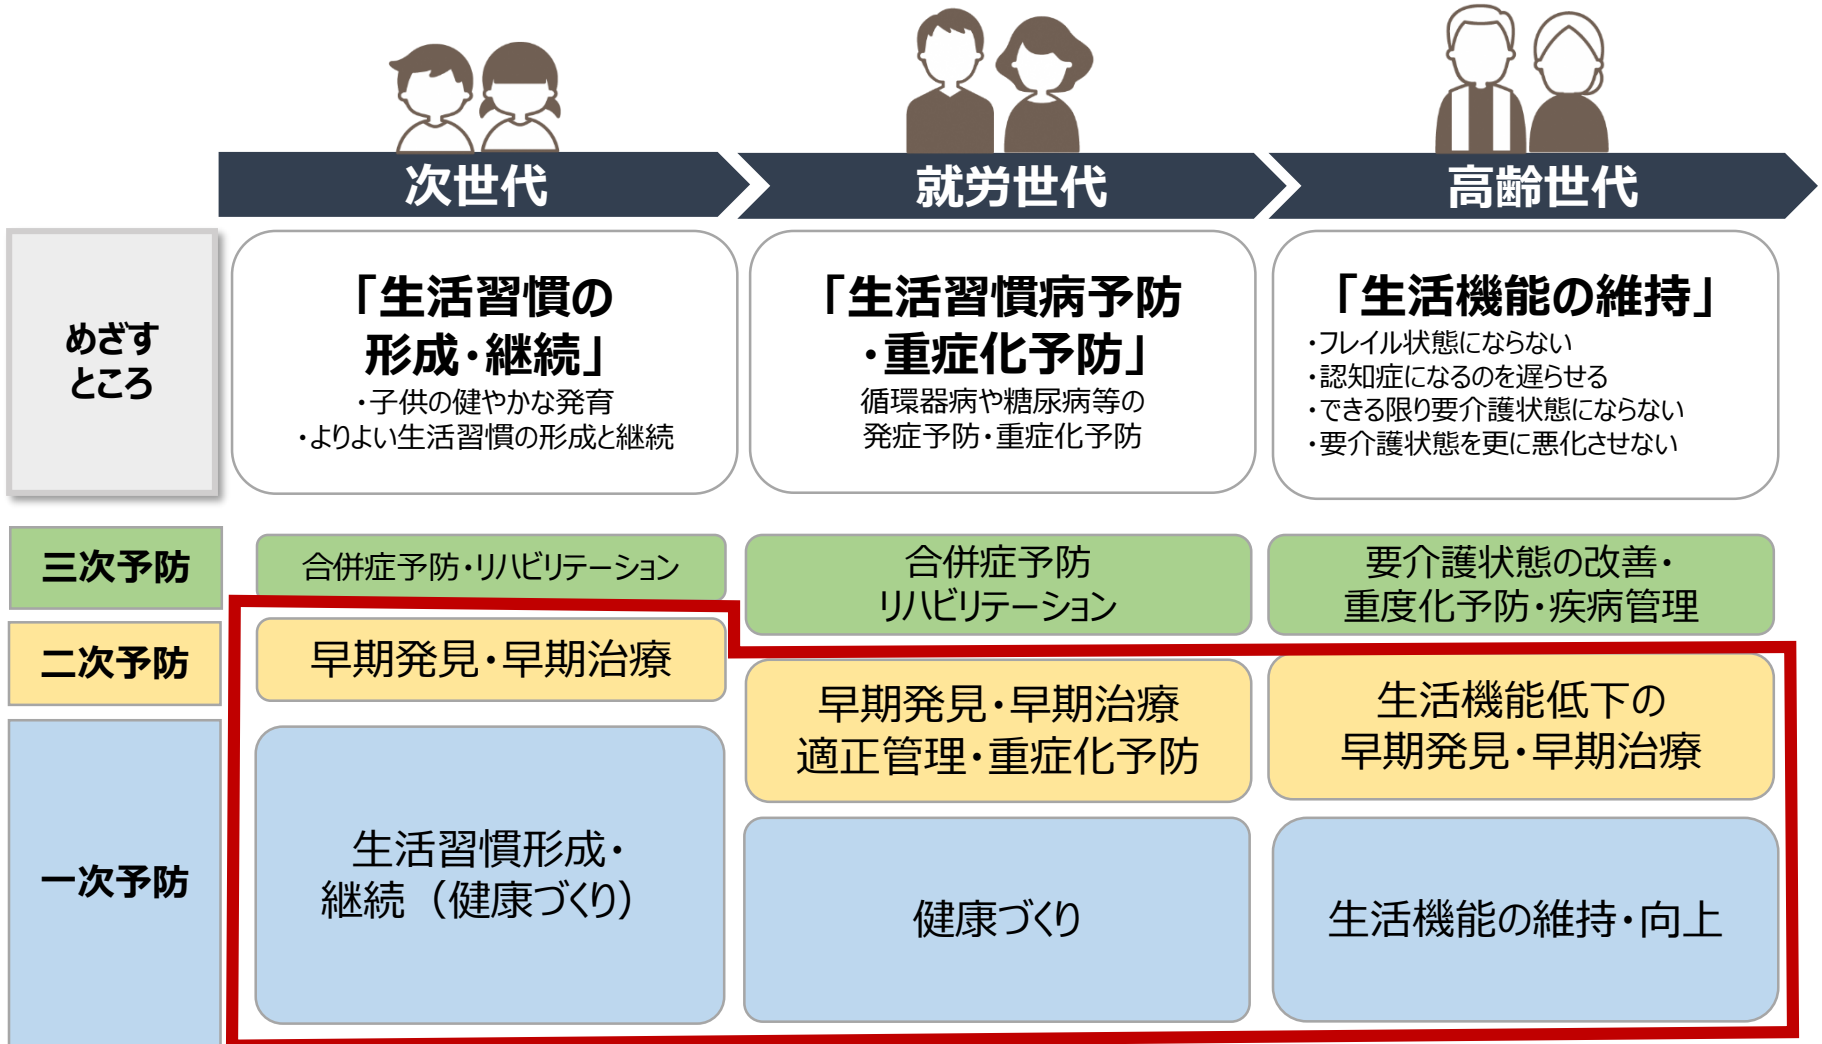 次世代
就労世代
高齢世代
めざす
ところ
「生活習慣の
形成・継続」
・子供の健やかな発育
・よりよい生活習慣の形成と継続
「生活習慣病予防
・重症化予防」
循環器病や糖尿病等の
発症予防・重症化予防
「生活機能の維持」
・フレイル状態にならない
・認知症になるのを遅らせる
・できる限り要介護状態にならない
・要介護状態を更に悪化させない
三次予防
合併症予防・リハビリテーション
合併症予防
リハビリテーション
要介護状態の改善・
重度化予防・疾病管理
二次予防
早期発見・早期治療
早期発見・早期治療
適正管理・重症化予防
生活機能低下の
早期発見・早期治療
一次予防
生活習慣形成・
継続（健康づくり）
健康づくり
生活機能の維持・向上